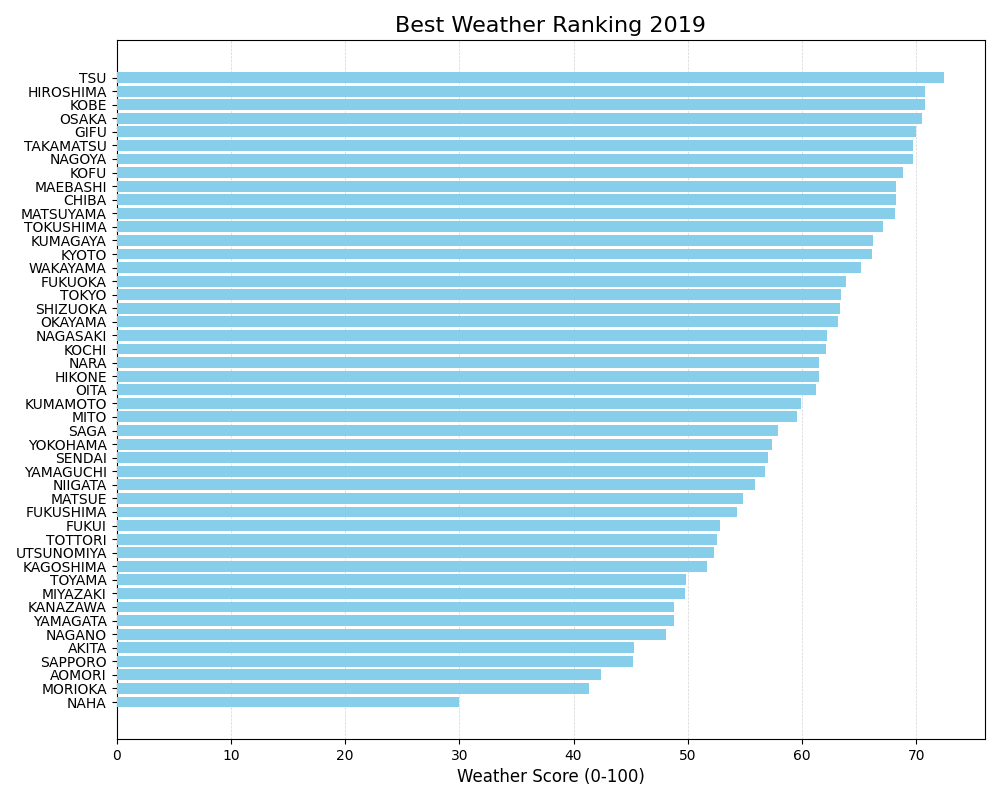 Best Weather Ranking 2019
TSU
HIROSHIMA
KOBE
OSAKA
GIFU
TAKAMATSU
NAGOYA
KOFU
MAEBASHI
CHIBA
MATSUYAMA
TOKUSHIMA
KUMAGAYA
KYOTO
WAKAYAMA
FUKUOKA
TOKYO
SHIZUOKA
OKAYAMA
NAGASAKI
KOCHI
NARA
HIKONE
OITA
KUMAMOTO
MITO
SAGA
YOKOHAMA
SENDAI
YAMAGUCHI
NIIGATA
MATSUE
FUKUSHIMA
FUKUI
TOTTORI
UTSUNOMIYA
KAGOSHIMA
TOYAMA
MIYAZAKI
KANAZAWA
YAMAGATA
NAGANO
AKITA
SAPPORO
AOMORI
MORIOKA
NAHA
0 10 20 30 40 50 60 70
Weather Score (0-100)